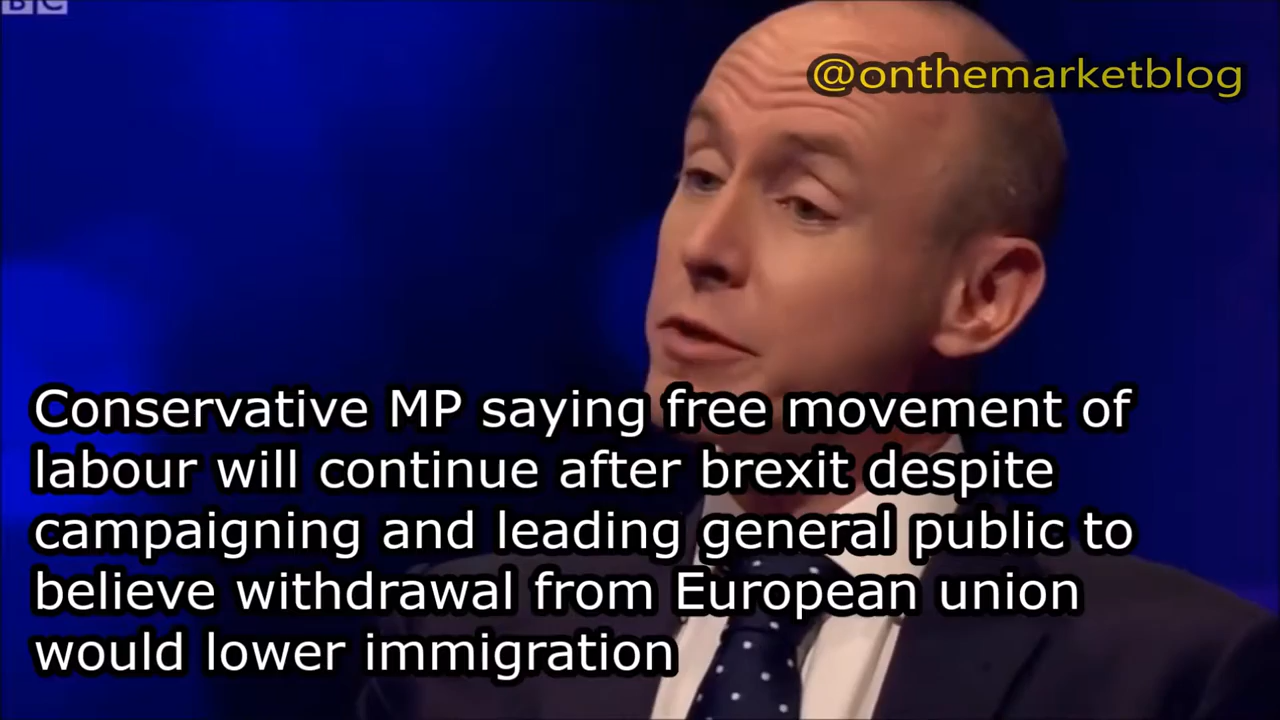 BBC
@onthemarketblog
Conservative MP saying free movement of
labour will continue after brexit despite
campaigning and leading general public to
believe withdrawal from European union
would lower immigration